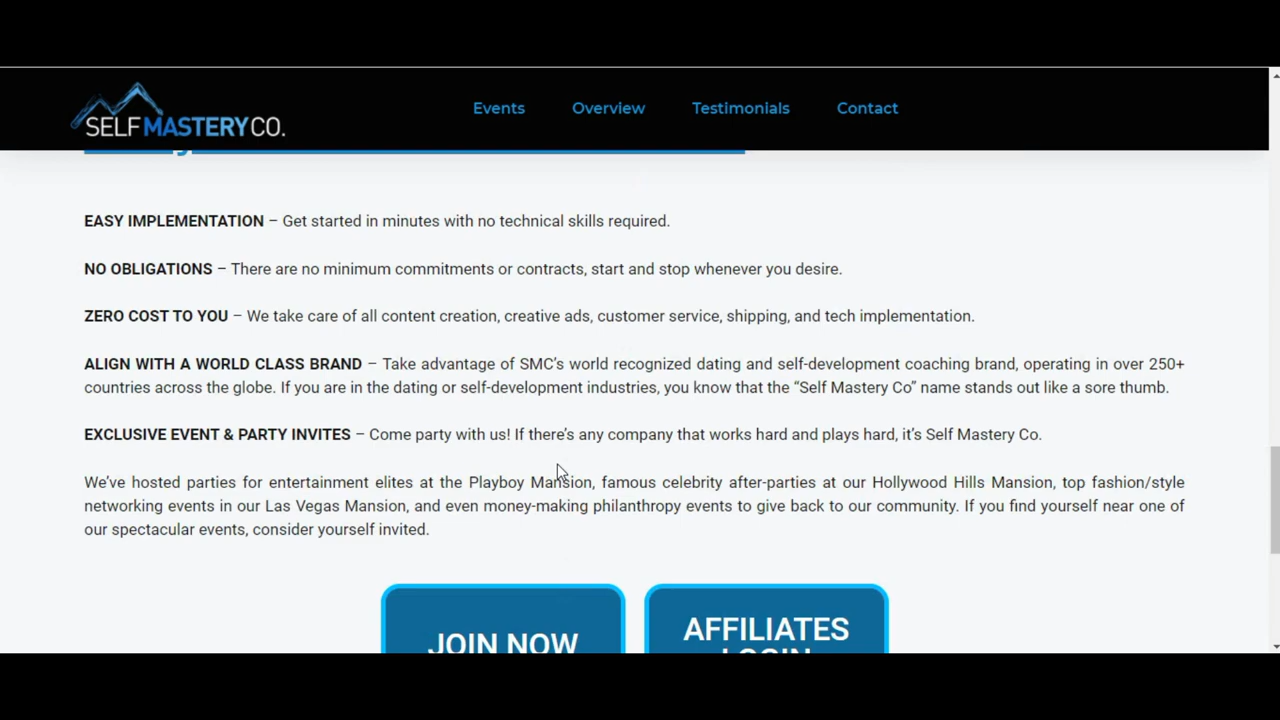 SELFMASTERYCO.
Events Overview Testimonials Contact
EASY IMPLEMENTATION – Get started in minutes with no technical skills required.
NO OBLIGATIONS – There are no minimum commitments or contracts, start and stop whenever you desire.
ZERO COST TO YOU – We take care of all content creation, creative ads, customer service, shipping, and tech implementation.
ALIGN WITH A WORLD CLASS BRAND – Take advantage of SMC’s world recognized dating and self-development coaching brand, operating in over 250+
countries across the globe. If you are in the dating or self-development industries, you know that the “Self Mastery Co” name stands out like a sore thumb.
EXCLUSIVE EVENT & PARTY INVITES – Come party with us! If there’s any company that works hard and plays hard, it’s Self Mastery Co.
We’ve hosted parties for entertainment elites at the Playboy Mansion, famous celebrity after-parties at our Hollywood Hills Mansion, top fashion/style
networking events in our Las Vegas Mansion, and even money-making philanthropy events to give back to our community. If you find yourself near one of
our spectacular events, consider yourself invited.
JOIN NOW
AFFILIATES
LOGIN